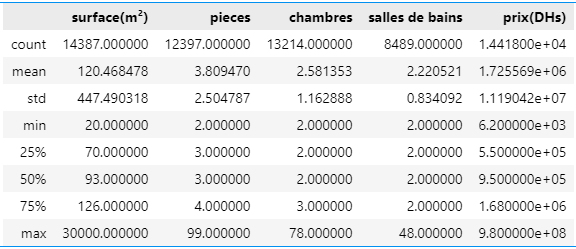 surface(m²) pieces chambres salles de bains prix(DHs)
count 14387.000000 12397.000000 13214.000000 8489.000000 1.441800e+04
mean 120.468478 3.809470 2.581353 2.220521 1.725569e+06
std 447.490318 2.504787 1.162888 0.834092 1.119042e+07
min 20.000000 2.000000 2.000000 2.000000 6.200000e+03
25% 70.000000 3.000000 2.000000 2.000000 5.500000e+05
50% 93.000000 3.000000 2.000000 2.000000 9.500000e+05
75% 126.000000 4.000000 3.000000 2.000000 1.680000e+06
max 30000.000000 99.000000 78.000000 48.000000 9.800000e+08